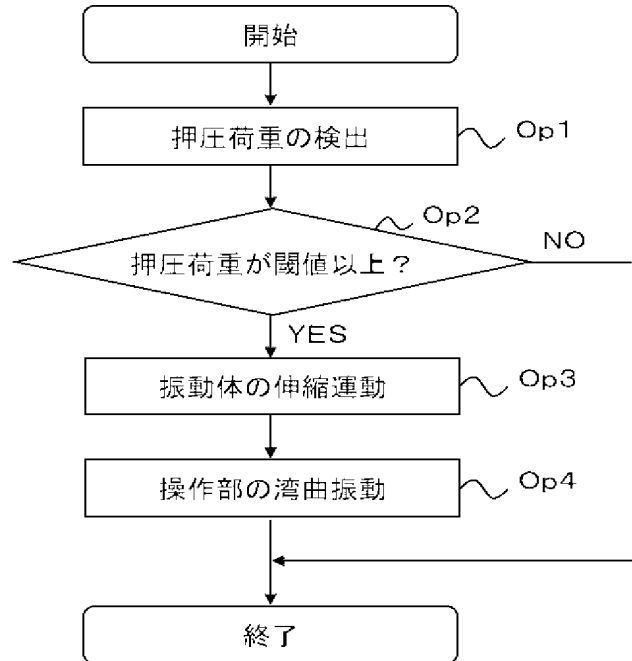 開始
押圧荷重の検出
Op1
Op2
押圧荷重が閾値以上？
NO
YES
振動体の伸縮運動
Op3
操作部の湾曲振動
Op4
終了